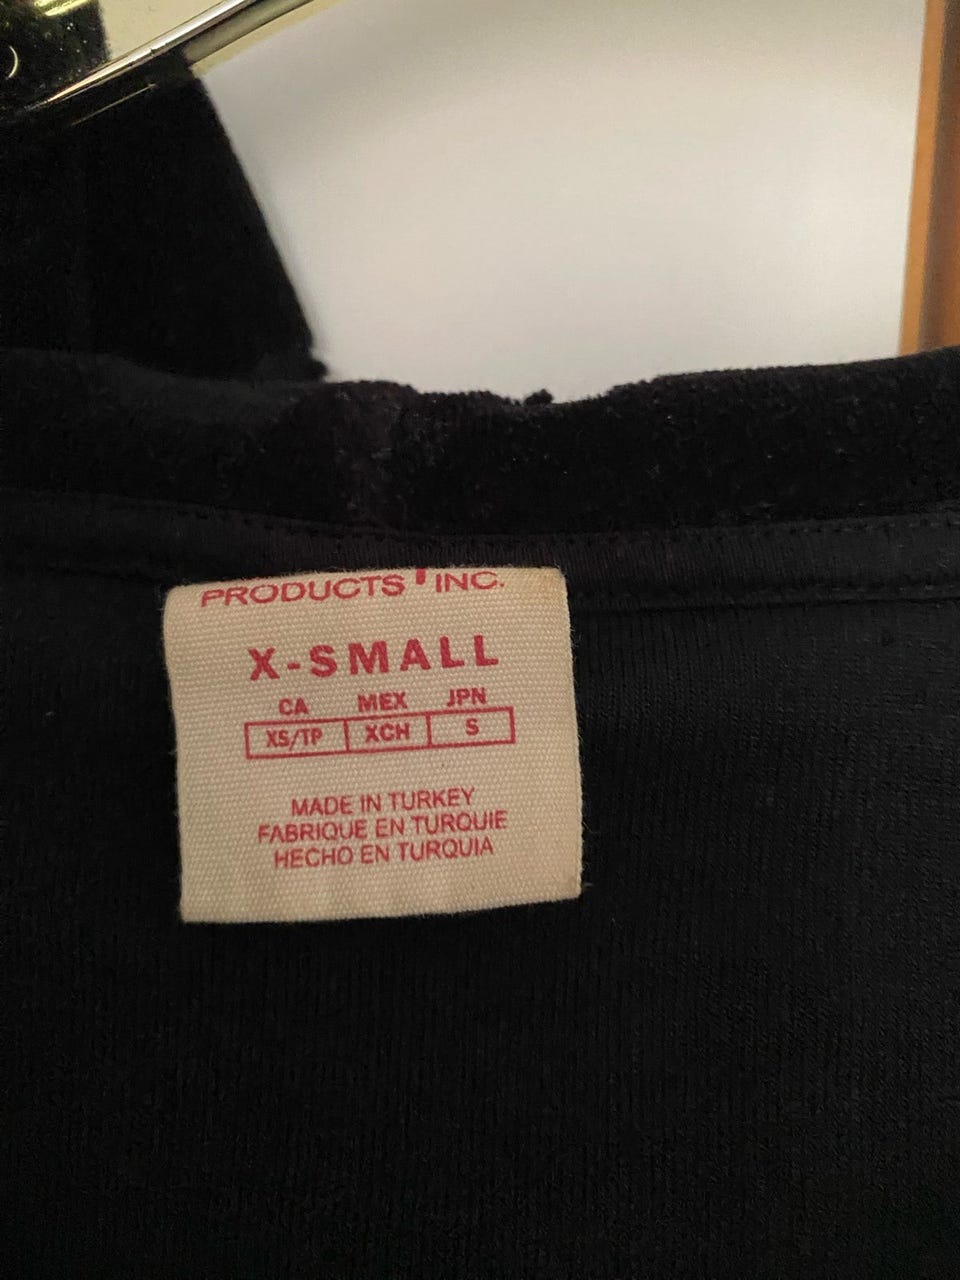 PRODUCTS INC.
X-SMALL
CA MEX JPN
XS/TP XCH S
MADE IN TURKEY
FABRIQUE EN TURQUIE
HECHO EN TURQUIA